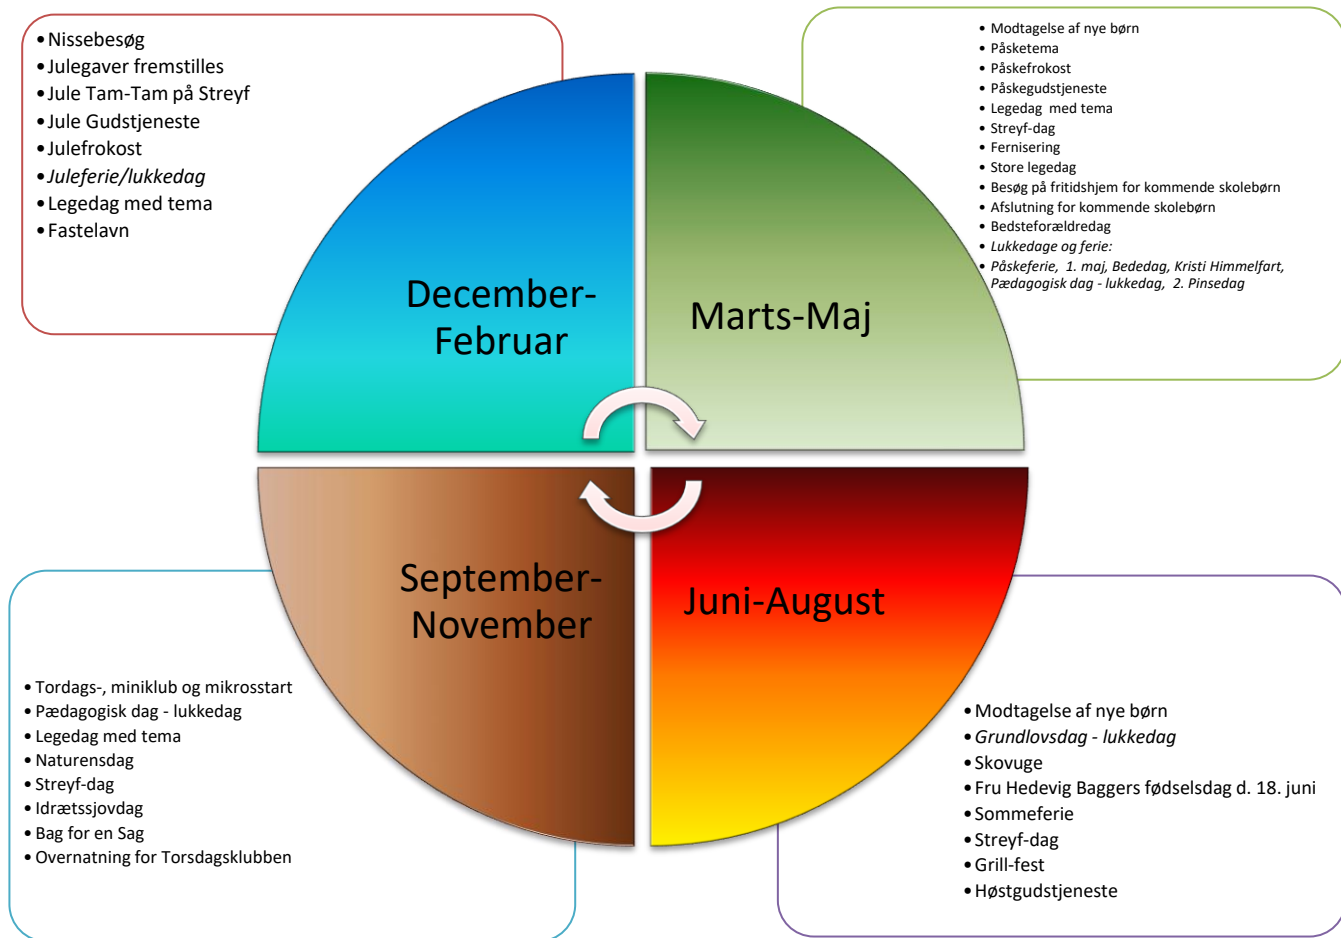 Nissebesøg
Julegaver fremstilles
Jule Tam-Tam på Streyf
Jule Gudstjeneste
Julefrokost
Juleferie/lukkedag
Legedag med tema
Fastelavn
Modtagelse af nye børn
Påsketema
Påskefrokost
Påskegudstjeneste
Legedag  med tema
Streyf-dag
Fernisering
Store legedag
Besøg på fritidshjem for kommende skolebørn
Afslutning for kommende skolebørn
Bedsteforældredag
Lukkedage og ferie:
Påskeferie,  1. maj, Bededag, Kristi Himmelfart,
Pædagogisk dag - lukkedag,  2. Pinsedag
December-
Februar
Marts-Maj
September-
November
Juni-August
Tordags-, miniklub og mikrosstart
Pædagogisk dag - lukkedag
Legedag med tema
Naturensdag
Streyf-dag
Idrætssjovdag
Bag for en Sag
Overnatning for Torsdagsklubben
Modtagelse af nye børn
Grundlovsdag - lukkedag
Skovuge
Fru Hedevig Baggers fødselsdag d. 18. juni
Sommeferie
Streyf-dag
Grill-fest
Høstgudstjeneste